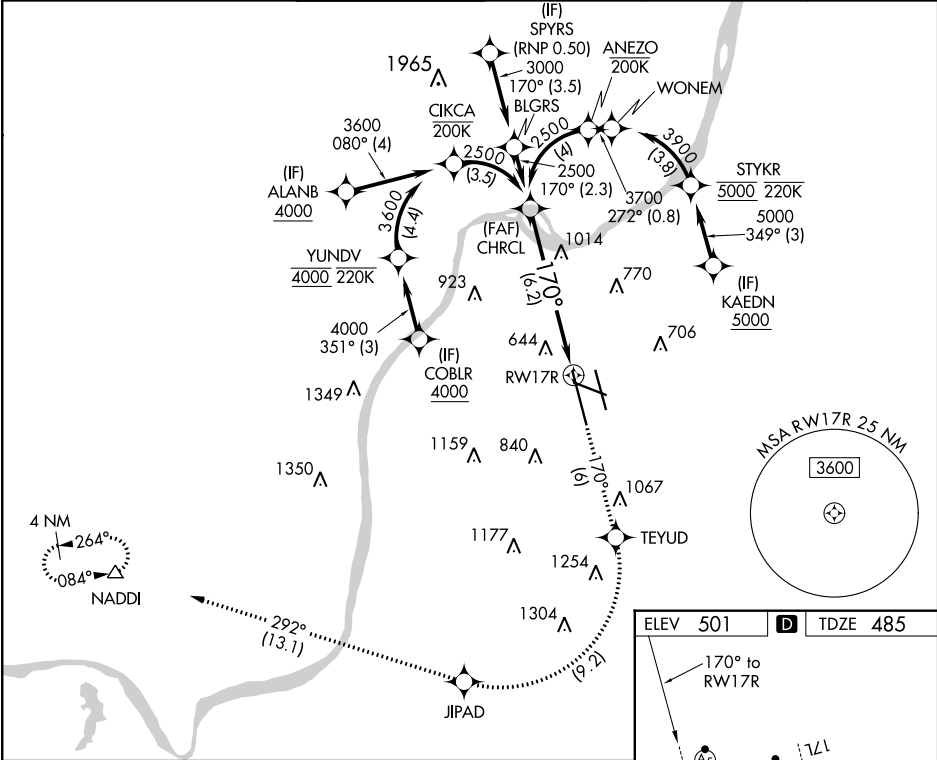 (IF)
SPYRS
(RNP 0.50)
3000
170° (3.5)
BLGRS
ANEZO
200K
WONEM
1965
CIKCA
200K
3600
080° (4)
(IF)
ALANB
4000
2500
(3.5)
2500
(4)
2500
170° (2.3)
3700
272° (0.8)
3900
(3.8)
STYKR
5000 220K
5000
349° (3)
(IF)
KAEDN
5000
3600
(4.4)
YUNDV
4000 220K
(FAF)
CHRCL
1014
170°
(6.2)
770
923
4000
351° (3)
(IF)
COBLR
4000
644
706
RW17R
1349
1159
840
1350
170°
(6)
1067
MSA RW17R 25 NM
3600
4 NM
264°
084°
NADDI
1177
TEYUD
1254
1304
292°
(13.1)
(9.2)
JIPAD
ELEV 501 D TDZE 485
170° to
RW17R
A5
17L